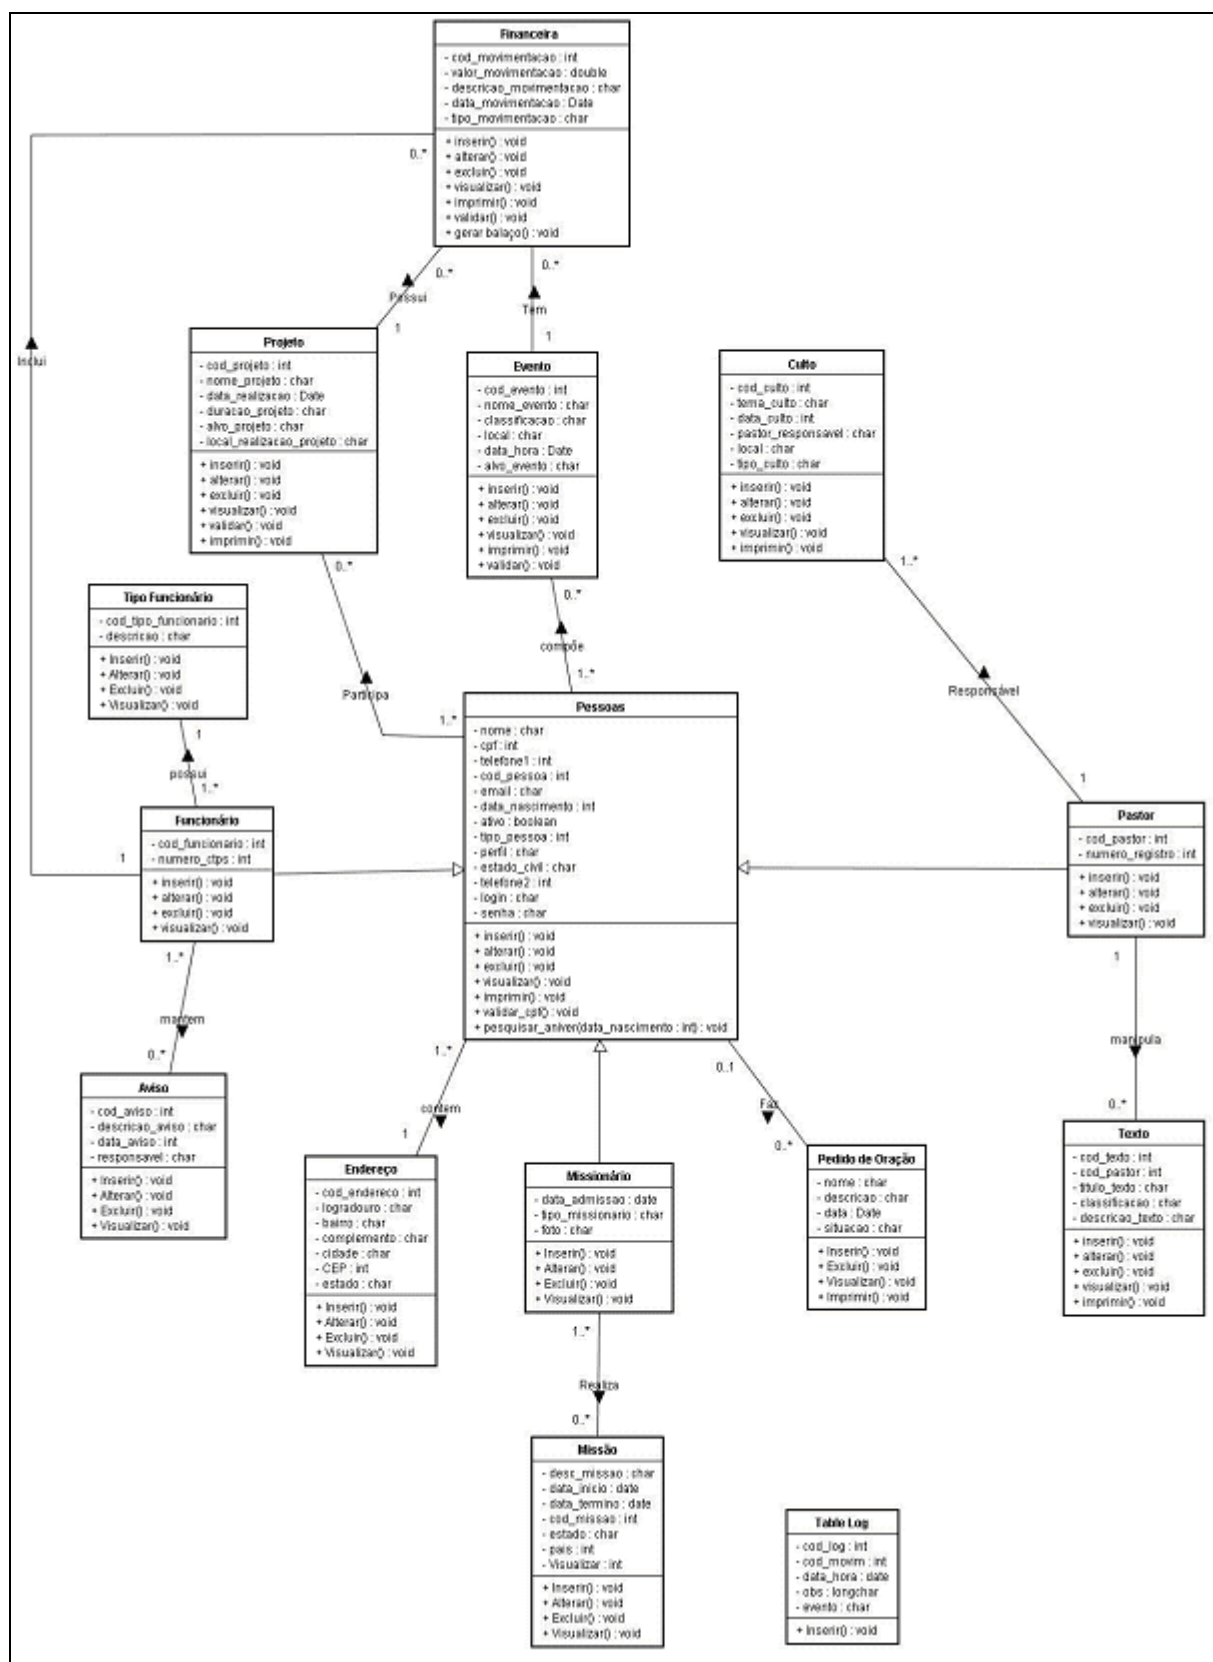 Financeira
- cod_movimentacao : int
- valor_movimentacao : double
- descricao_movimentacao : char
- data_movimentacao : Date
- tipo_movimentacao : char
+ inserir() : void
+ alterar() : void
+ excluir() : void
+ visualizar() : void
+ imprimir() : void
+ validar() : void
+ gerar balaço() : void
0..*
0..*
0..*
Possui
Tem
1
1
Inclui
Projeto
- cod_projeto : int
- nome_projeto : char
- data_realizacao : Date
- duracao_projeto : char
- alvo_projeto : char
- local_realizacao_projeto : char
+ inserir() : void
+ alterar() : void
+ excluir() : void
+ visualizar() : void
+ validar() : void
+ imprimir() : void
0..*
Evento
- cod_evento : int
- nome_evento : char
- classificacao : char
- local : char
- data_hora : Date
- alvo_evento : char
+ inserir() : void
+ alterar() : void
+ excluir() : void
+ visualizar() : void
+ imprimir() : void
+ validar() : void
0..*
Culto
- cod_culto : int
- tema_culto : char
- data_culto : int
- pastor_responsavel : char
- local : char
- tipo_culto : char
+ inserir() : void
+ alterar() : void
+ excluir() : void
+ visualizar() : void
+ imprimir() : void
1..*
Tipo Funcionário
- cod_tipo_funcionario : int
- descricao : char
+ Inserir() : void
+ Alterar() : void
+ Excluir() : void
+ Visualizar() : void
1
possui
1..*
Participa
1..*
compõe
1..*
Responsável
1
Pessoas
- nome : char
- cpf : int
- telefone1 : int
- cod_pessoa : int
- email : char
- data_nascimento : int
- ativo : boolean
- tipo_pessoa : int
- perfil : char
- estado_civil : char
- telefone2 : int
- login : char
- senha : char
+ inserir() : void
+ alterar() : void
+ excluir() : void
+ visualizar() : void
+ imprimir() : void
+ validar_cpf() : void
+ pesquisar_aniver(data_nascimento : int) : void
Funcionário
- cod_funcionario : int
- numero_ctps : int
+ inserir() : void
+ alterar() : void
+ excluir() : void
+ visualizar() : void
1
1..*
mantem
0..*
Pastor
- cod_pastor : int
- numero_registro : int
+ inserir() : void
+ alterar() : void
+ excluir() : void
+ visualizar() : void
1
manipula
0..*
Aviso
- cod_aviso : int
- descricao_aviso : char
- data_aviso : int
- responsavel : char
+ Inserir() : void
+ Alterar() : void
+ Excluir() : void
+ Visualizar() : void
1..*
contem
1
0..1
Faz
0..*
Endereço
- cod_endereco : int
- logradouro : char
- bairro : char
- complemento : char
- cidade : char
- CEP : int
- estado : char
+ Inserir() : void
+ Alterar() : void
+ Excluir() : void
+ Visualizar() : void
Missionário
- data_admissao : date
- tipo_missionario : char
- foto : char
+ Inserir() : void
+ Alterar() : void
+ Excluir() : void
+ Visualizar() : void
1..*
Realiza
0..*
Pedido de Oração
- nome : char
- descricao : char
- data : Date
- situacao : char
+ Inserir() : void
+ Excluir() : void
+ Visualizar() : void
+ Imprimir() : void
Texto
- cod_texto : int
- cod_pastor : int
- titulo_texto : char
- classificacao : char
- descricao_texto : char
+ inserir() : void
+ alterar() : void
+ excluir() : void
+ visualizar() : void
+ imprimir() : void
Missão
- desc_missao : char
- data_inicio : date
- data_termino : date
- cod_missao : int
- estado : char
- pais : int
- Visualizar : int
+ Inserir() : void
+ Alterar() : void
+ Excluir() : void
+ Visualizar() : void
Table Log
- cod_log : int
- cod_movim : int
- data_hora : date
- obs : longchar
- evento : char
+ Inserir() : void